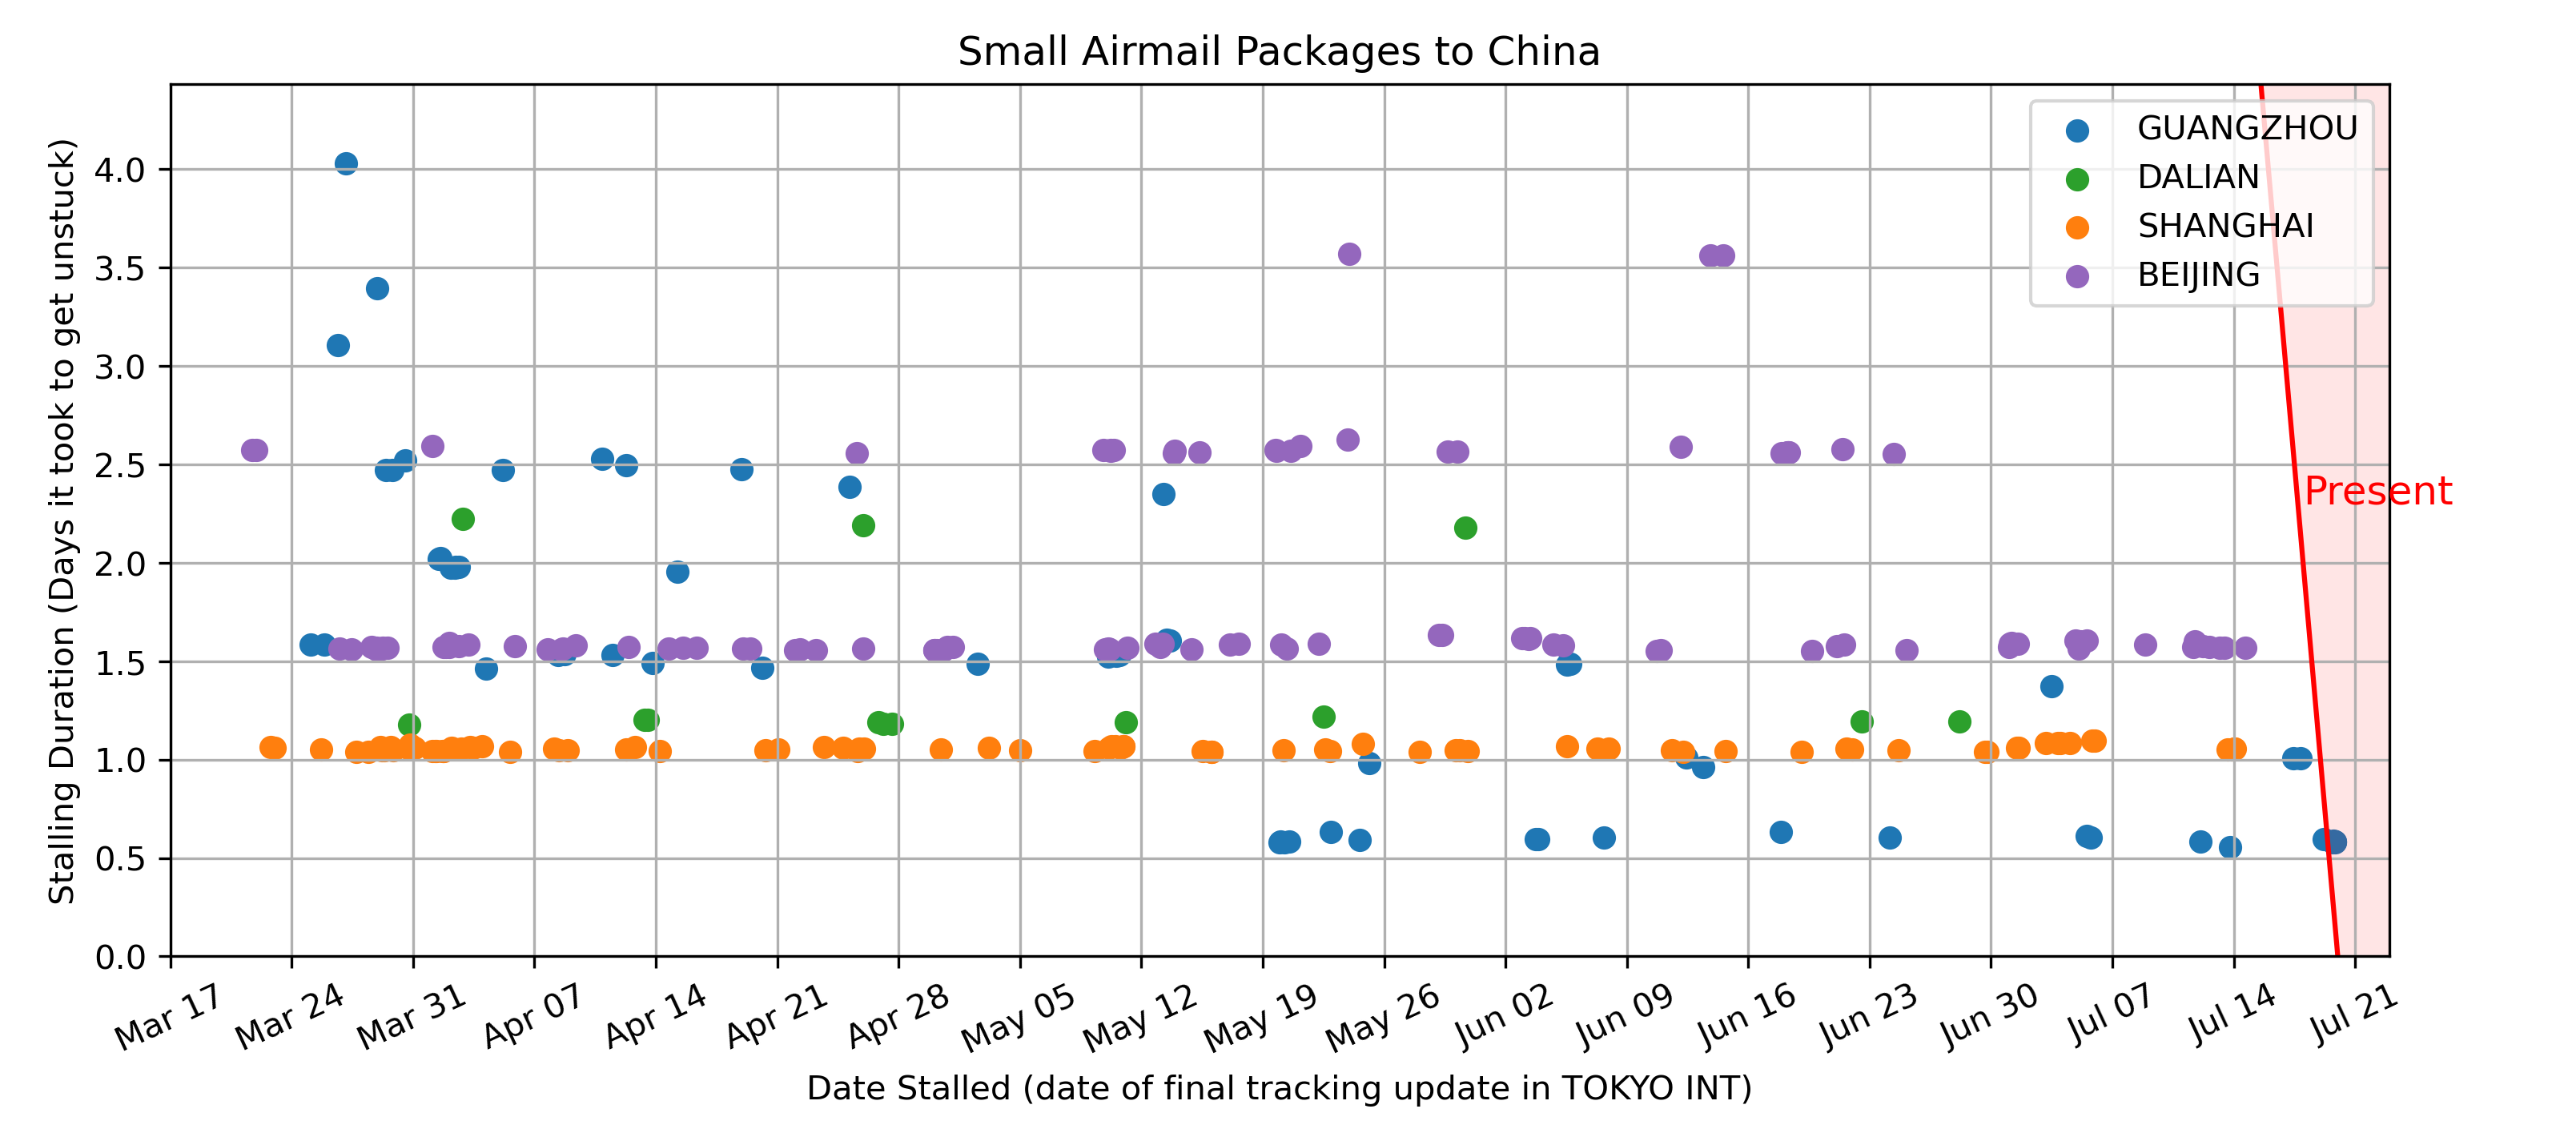 Small Airmail Packages to China
Stalling Duration (Days it took to get unstuck)
4.0
3.5
3.0
2.5
2.0
1.5
1.0
0.5
0.0
GUANGZHOU
DALIAN
SHANGHAI
BEIJING
Present
Mar 17
Mar 24
Mar 31
Apr 07
Apr 14
Apr 21
Apr 28
May 05
May 12
May 19
May 26
Jun 02
Jun 09
Jun 16
Jun 23
Jun 30
Jul 07
Jul 14
Jul 21
Date Stalled (date of final tracking update in TOKYO INT)